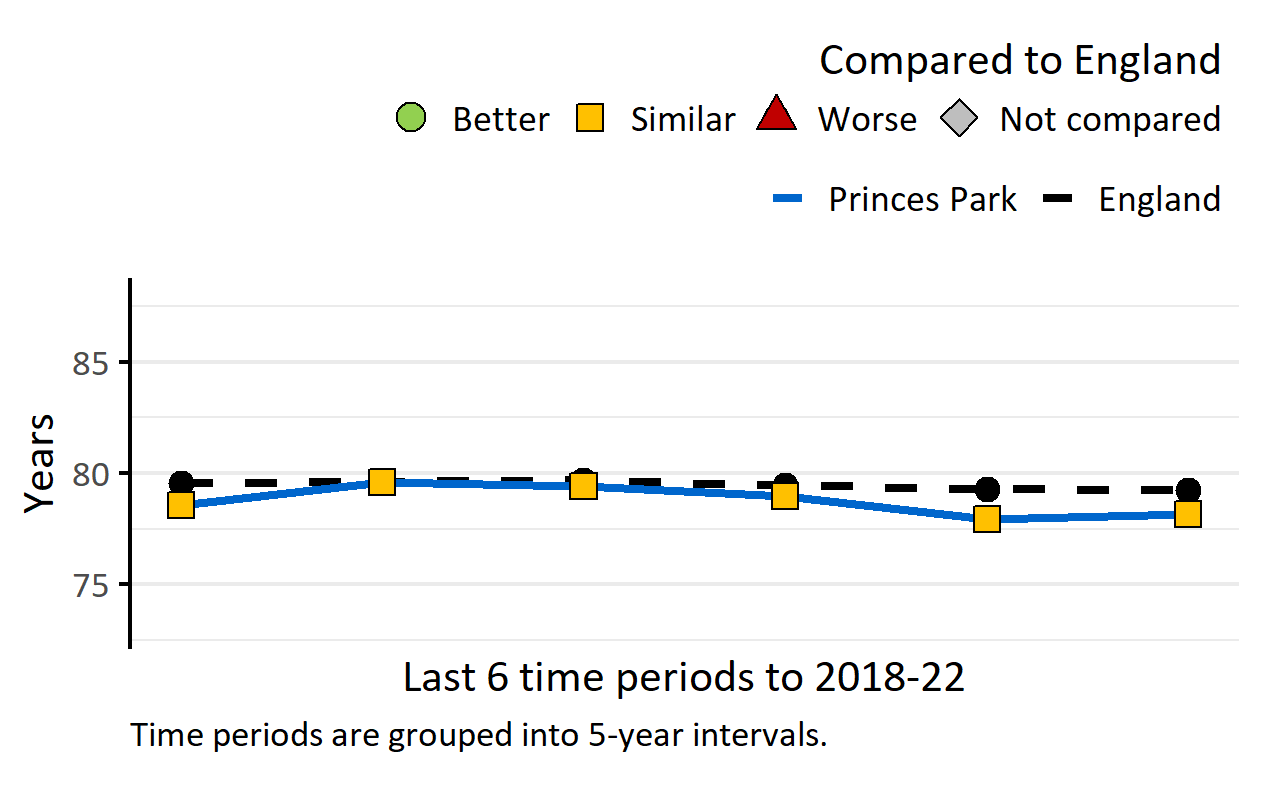 Compared to England
Better Similar Worse Not compared
Princes Park England
85
80
75
Years
Last 6 time periods to 2018-22
Time periods are grouped into 5-year intervals.